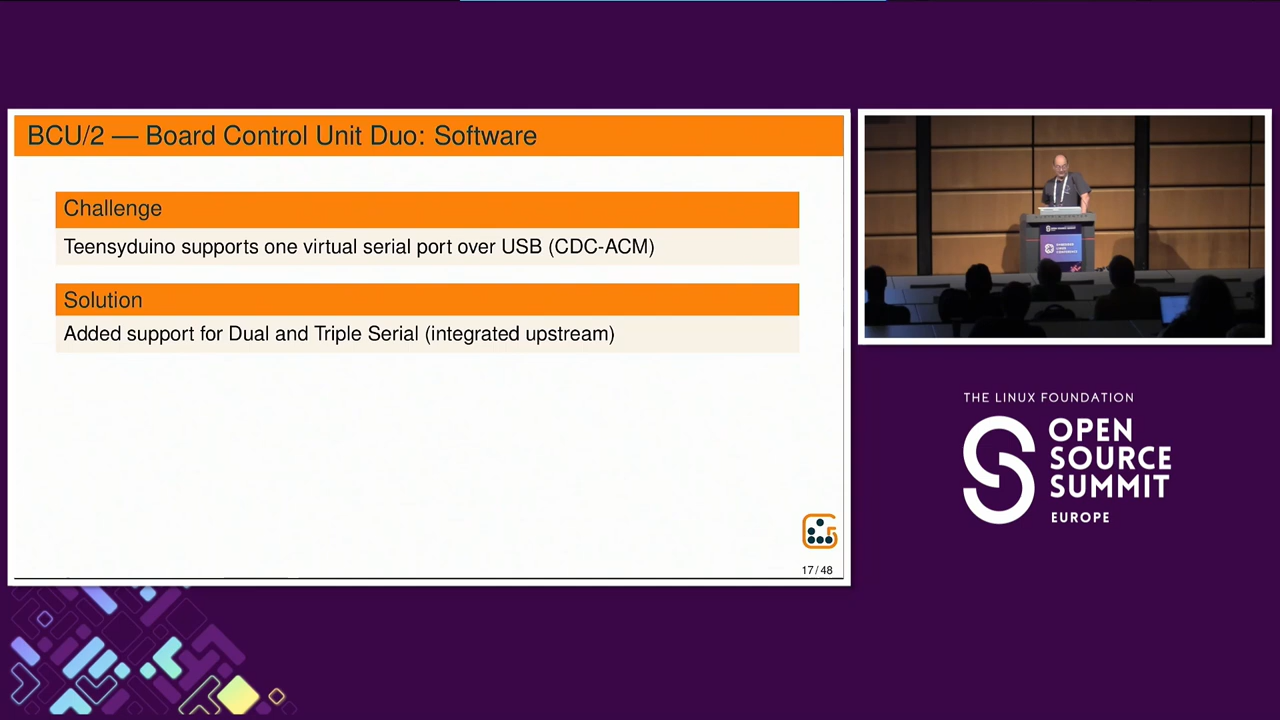 BCU/2 — Board Control Unit Duo: Software
Challenge
Teensyduino supports one virtual serial port over USB (CDC-ACM)
Solution
Added support for Dual and Triple Serial (integrated upstream)
17 / 48
THE LINUX FOUNDATION
OPEN
SOURCE
SUMMIT
EUROPE